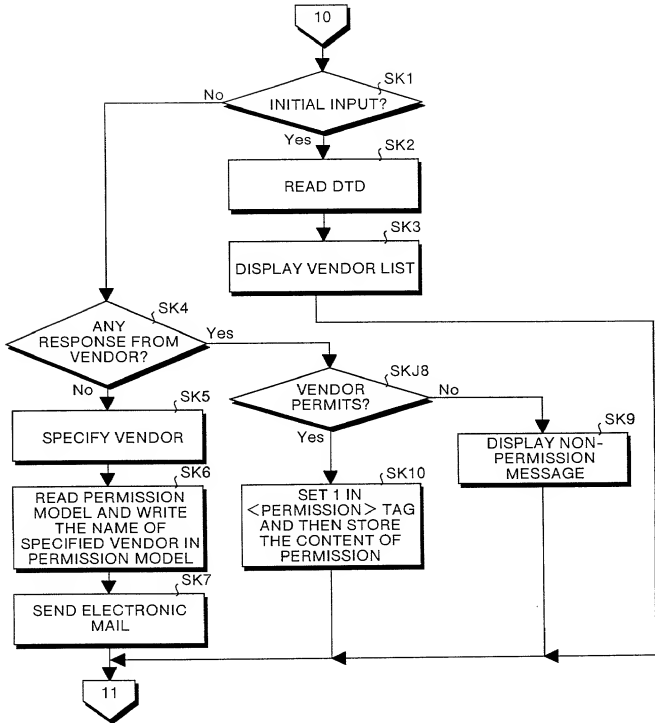 10
SK1
INITIAL INPUT?
No
Yes
SK2
READ DTD
SK3
DISPLAY VENDOR LIST
SK4
ANY
RESPONSE FROM
VENDOR?
Yes
No
SKJ8
VENDOR
PERMITS?
No
Yes
SK5
SPECIFY VENDOR
SK9
DISPLAY NON-
PERMISSION
MESSAGE
SK6
READ PERMISSION
MODEL AND WRITE
THE NAME OF
SPECIFIED VENDOR IN
PERMISSION MODEL
SK10
SET 1 IN
<PERMISSION> TAG
AND THEN STORE
THE CONTENT OF
PERMISSION
SK7
SEND ELECTRONIC
MAIL
11